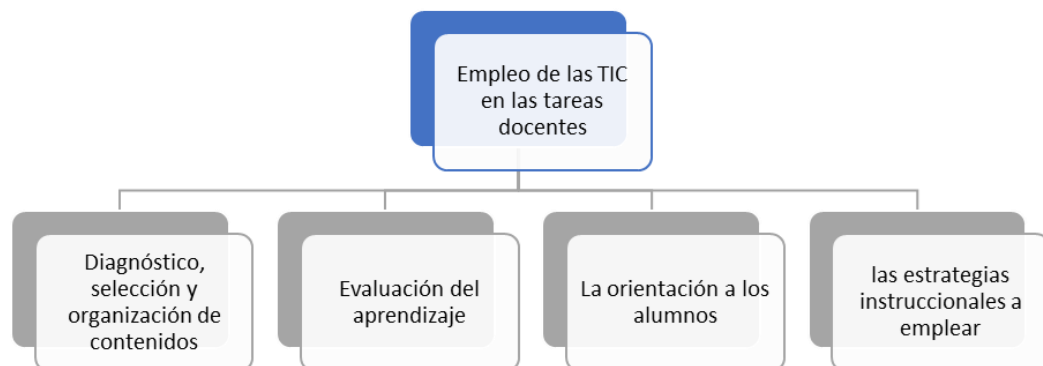 Empleo de las TIC
en las tareas
docentes
Diagnóstico,
selección y
organización de
contenidos
Evaluación del
aprendizaje
La orientación a los
alumnos
las estrategias
instruccionales a
emplear